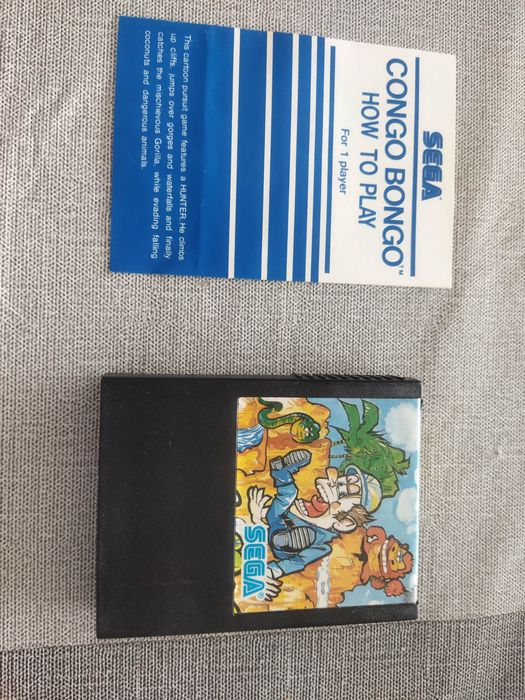 SEGA®
CONGO BONGO™
HOW TO PLAY
For 1 player
This cartoon pursuit game features a HUNTER. He climbs
up cliffs, jumps over gorges and waterfalls and finally
catches the mischievous Gorilla, while evading falling
coconuts and dangerous animals.
SEGA®